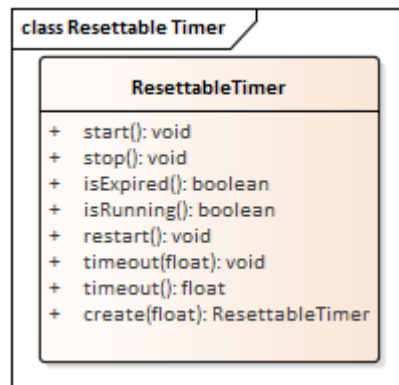 class Resettable Timer
ResettableTimer
+ start(): void
+ stop(): void
+ isExpired(): boolean
+ isRunning(): boolean
+ restart(): void
+ timeout(float): void
+ timeout(): float
+ create(float): ResettableTimer